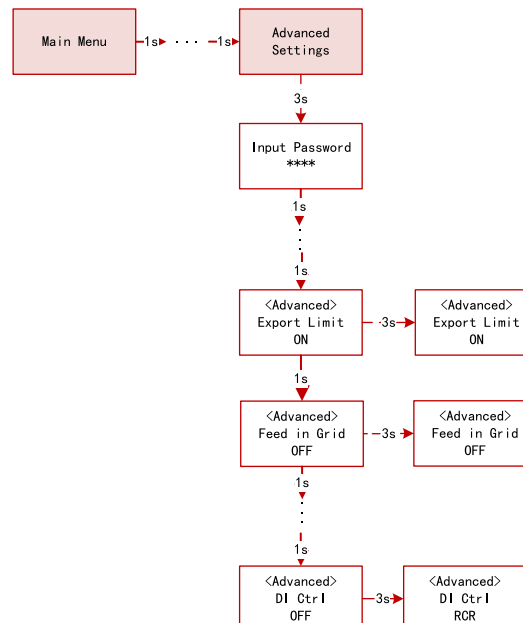 Main Menu
1s
1s
Advanced
Settings
3s
Input Password
****
1s
1s
<Advanced>
Export Limit
ON
3s
<Advanced>
Export Limit
ON
1s
<Advanced>
Feed in Grid
OFF
3s
<Advanced>
Feed in Grid
OFF
1s
1s
<Advanced>
DI Ctrl
OFF
3s
<Advanced>
DI Ctrl
RCR